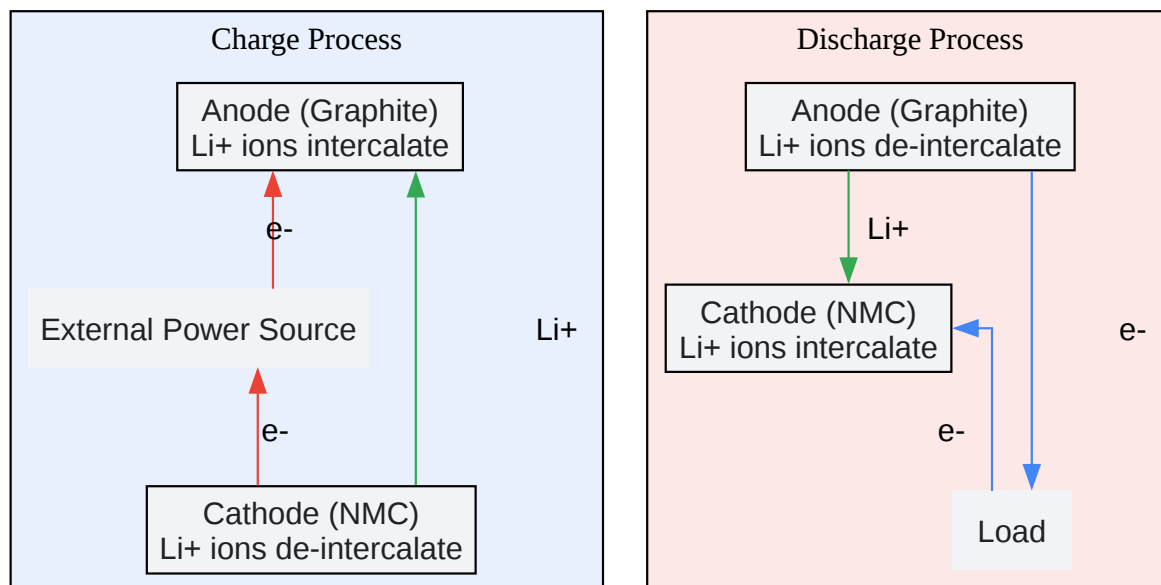 Charge Process
Anode (Graphite)
Li+ ions intercalate
e-
External Power Source
Li+
e-
Cathode (NMC)
Li+ ions de-intercalate
Discharge Process
Anode (Graphite)
Li+ ions de-intercalate
Li+
Cathode (NMC)
Li+ ions intercalate
e-
e-
Load